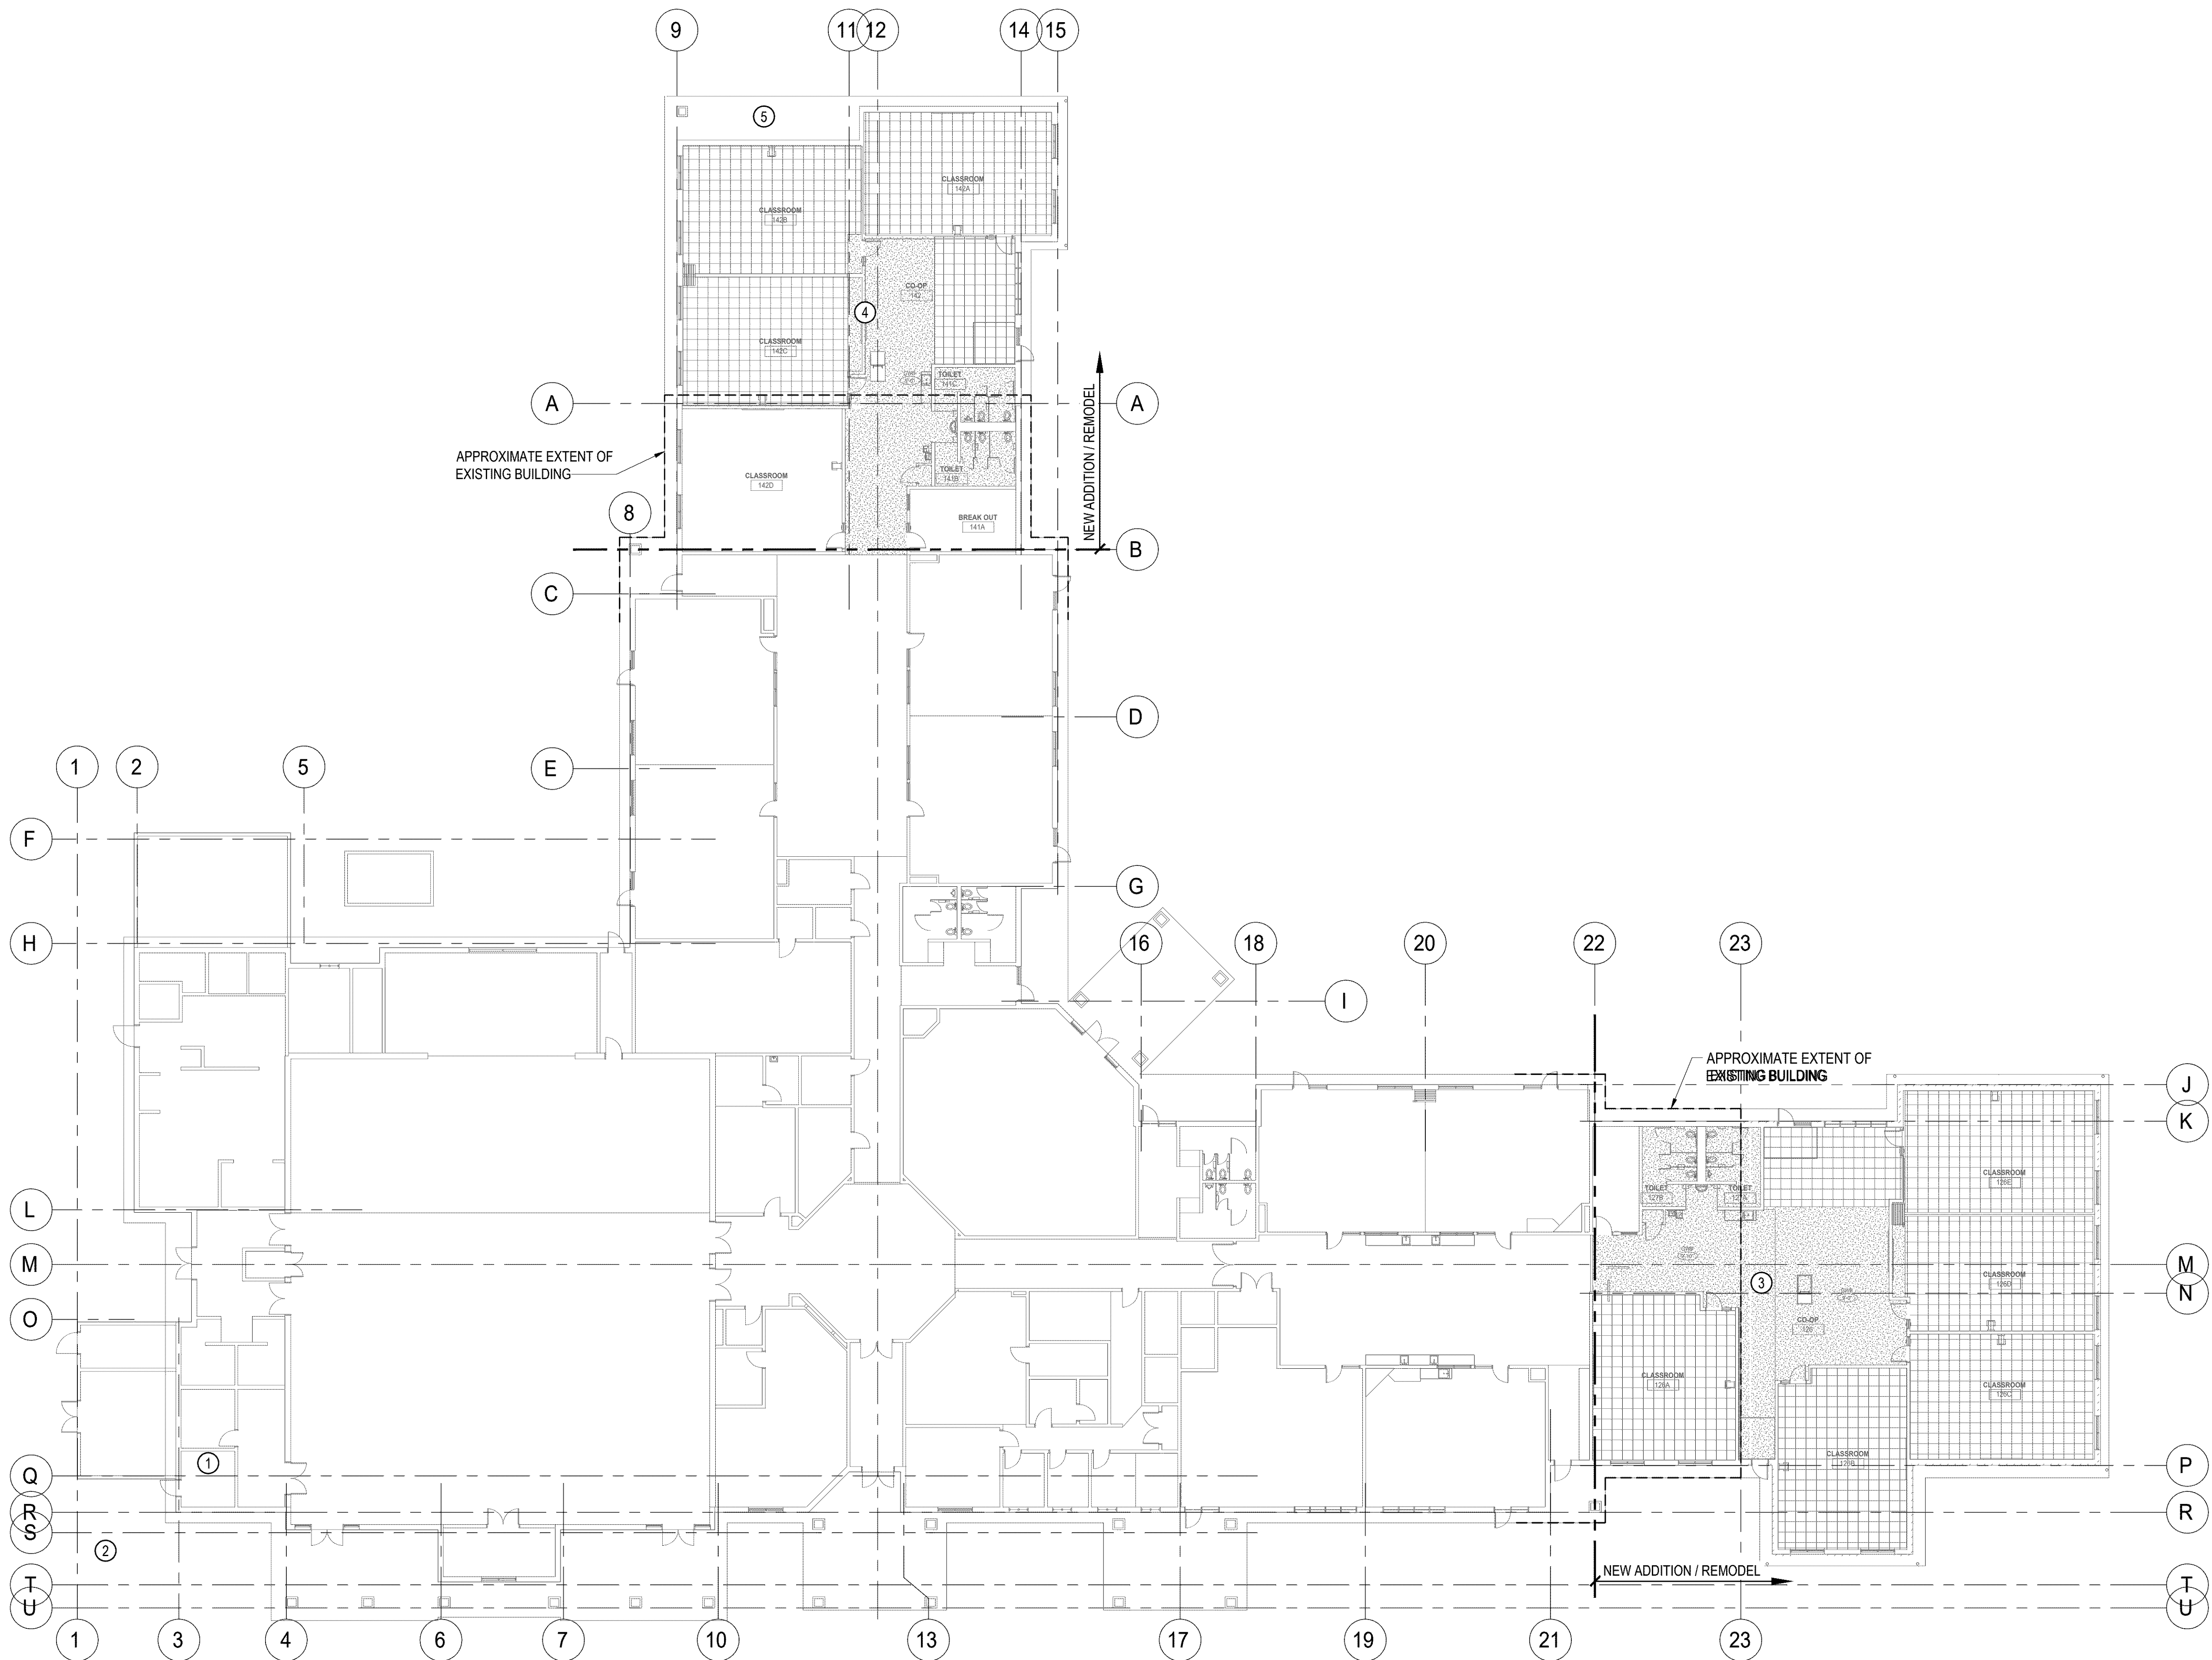 9
11
12
14
15
5
CLASSROOM
142A
CLASSROOM
142B
CO-OP
142
4
CLASSROOM
142C
TOILET
141C
A
A
NEW ADDITION / REMODEL
APPROXIMATE EXTENT OF
EXISTING BUILDING
CLASSROOM
142D
TOILET
141B
8
BREAK OUT
141A
B
C
D
1
2
5
E
F
G
H
16
18
20
22
23
I
APPROXIMATE EXTENT OF
EXISTING BUILDING
J
K
CLASSROOM
126E
TOILET
127B
TOILET
127A
L
GWB
M
M
CLASSROOM
126D
3
N
GWB
O
CO-OP
126
CLASSROOM
126A
CLASSROOM
126C
CLASSROOM
126B
1
Q
P
R
R
S
2
NEW ADDITION / REMODEL
T
T
U
U
1
3
4
6
7
10
13
17
19
21
23